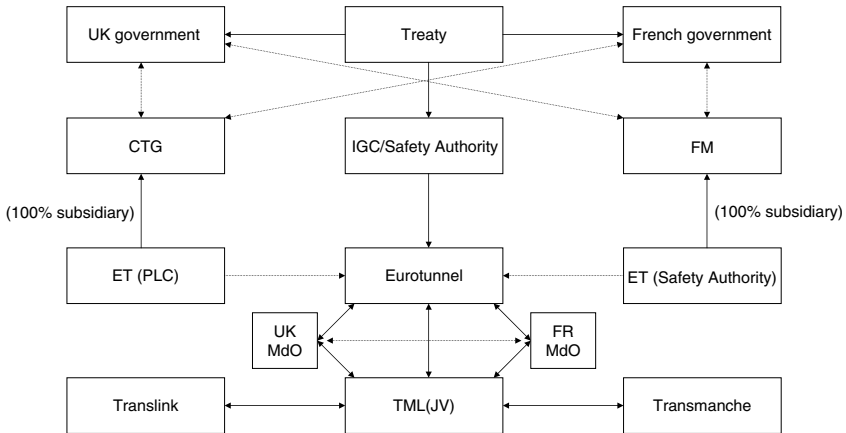 UK government
Treaty
French government
CTG
IGC/Safety Authority
FM
(100% subsidiary)
(100% subsidiary)
ET (PLC)
Eurotunnel
ET (Safety Authority)
UK
MdO
FR
MdO
Translink
TML(JV)
Transmanche